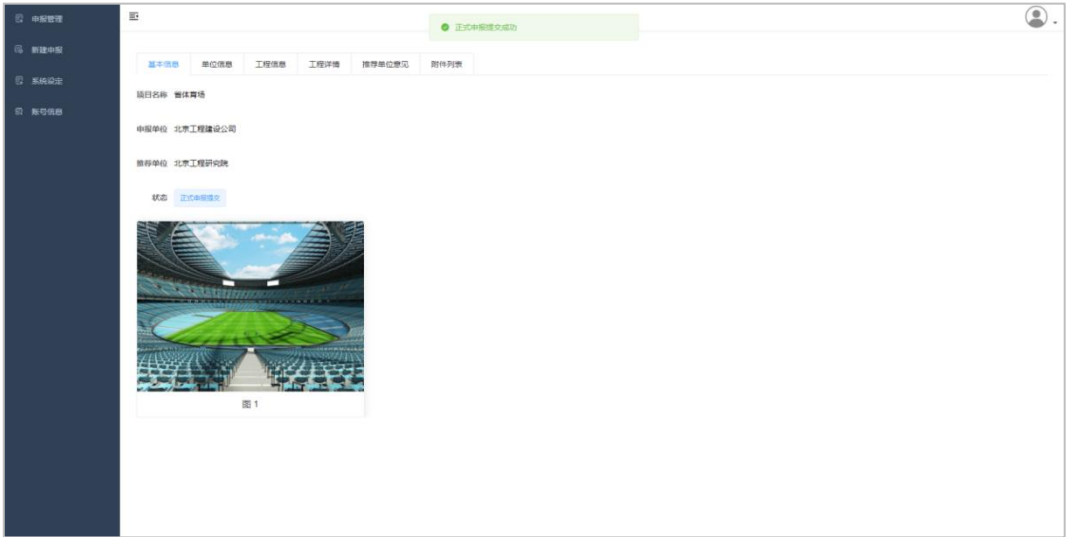 申报管理
新建申报
系统设定
账号信息
正式申报提交成功
基本信息 单位信息 工程信息 工程详情 推荐单位意见 附件列表
项目名称 省体育场
申报单位 北京工程建设公司
推荐单位 北京工程研究院
状态 正式申报提交
图 1